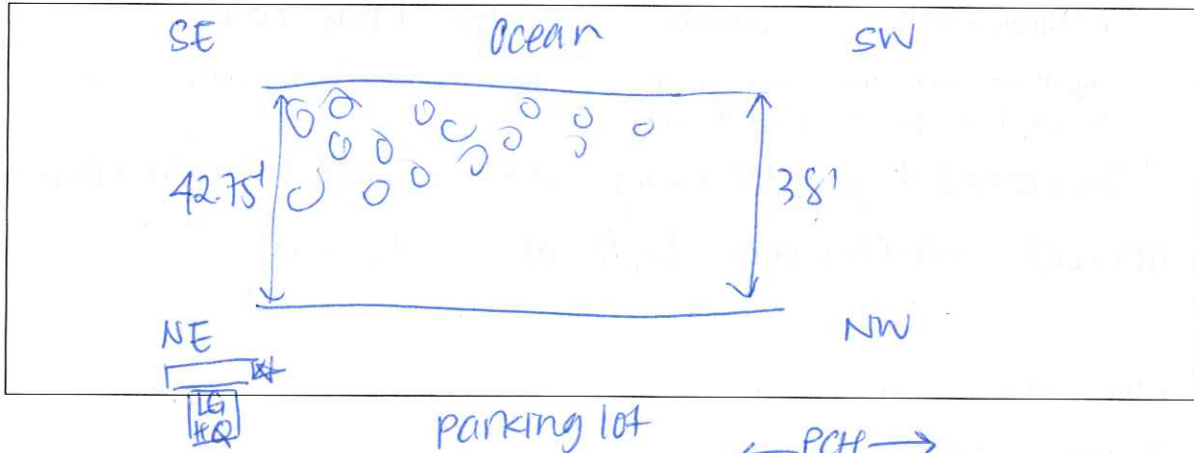 SE Ocean SW
42.75' 38'
NE NW
LG
HQ
parking lot ←PCH→